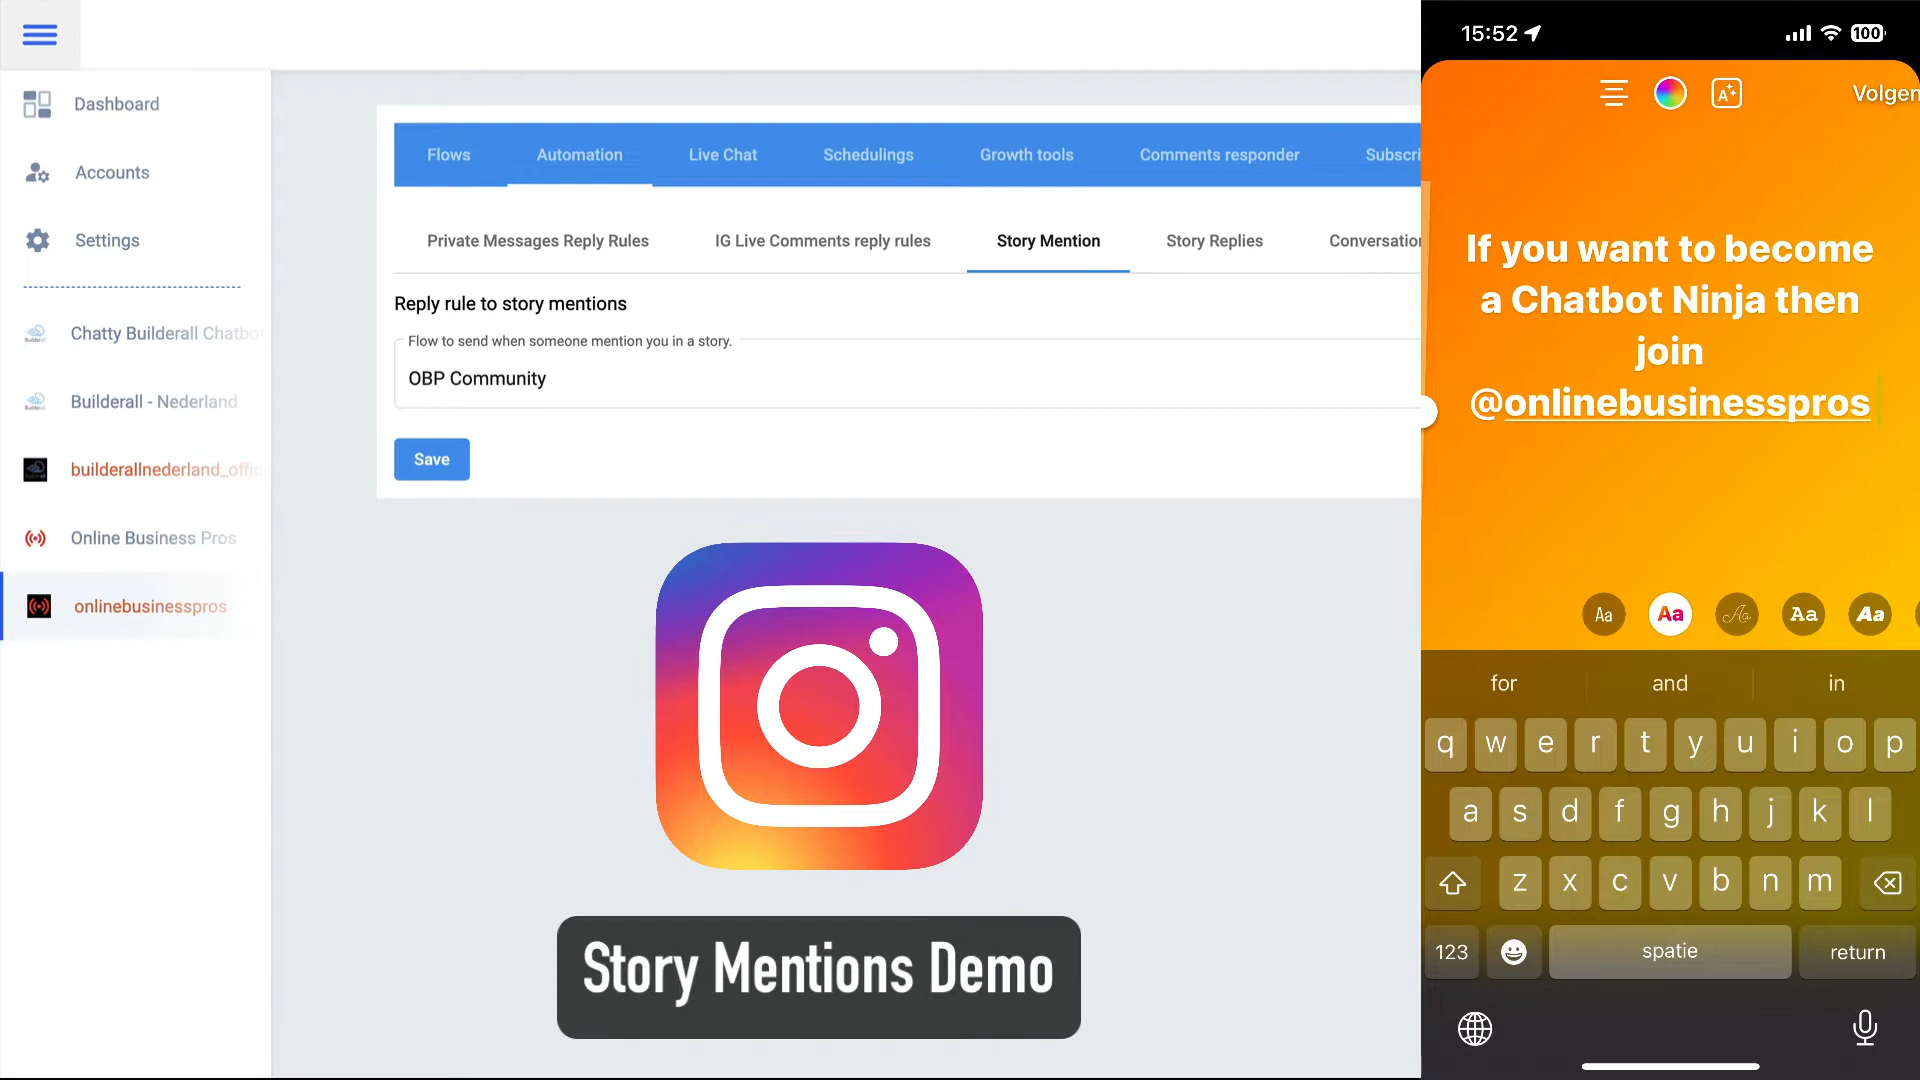 Dashboard
Accounts
Settings
Chatty Builderall Chatbot
Builderall - Nederland
builderallnederland_offic
Online Business Pros
onlinebusinesspros
Flows Automation Live Chat Schedulings Growth tools Comments responder Subscri
Private Messages Reply Rules IG Live Comments reply rules Story Mention Story Replies Conversation
Reply rule to story mentions
Flow to send when someone mention you in a story.
OBP Community
Save
Story Mentions Demo
15:52 100
A Volgen
If you want to become
a Chatbot Ninja then
join
@onlinebusinesspros
Aa Aa Aa Aa Aa
for and in
q w e r t y u i o p
a s d f g h j k l
z x c v b n m
123 spatie return